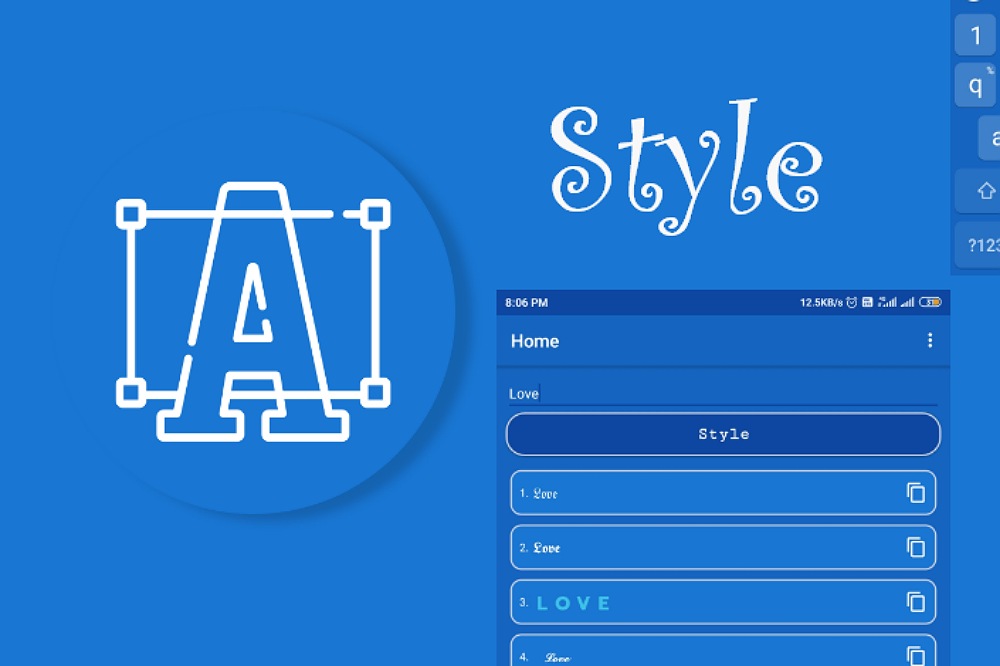 A
Style
8:06 PM 12.5KB/s
Home
Love
Style
1. 𝔏𝔬𝔳𝔢
2. 𝕷𝖔𝖛𝖊
3. L O V E
4. 𝓛𝓸𝓿𝓮
1
q
a
?123